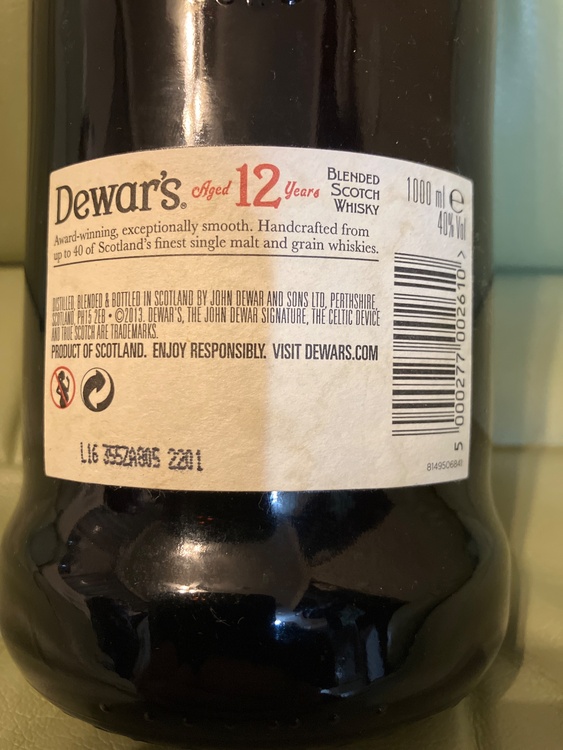 Dewar's® Aged 12 Years
BLENDED
SCOTCH
WHISKY
1000 ml ℮
40% Vol
Award-winning, exceptionally smooth. Handcrafted from
up to 40 of Scotland's finest single malt and grain whiskies.
DISTILLED, BLENDED & BOTTLED IN SCOTLAND BY JOHN DEWAR AND SONS LTD, PERTHSHIRE,
SCOTLAND, PH15 2EB • ©2013. DEWAR'S, THE JOHN DEWAR SIGNATURE, THE CELTIC DEVICE
AND TRUE SCOTCH ARE TRADEMARKS.
PRODUCT OF SCOTLAND. ENJOY RESPONSIBLY. VISIT DEWARS.COM
5 000277 002610 >
8149506841
L16 355ZA805 2201